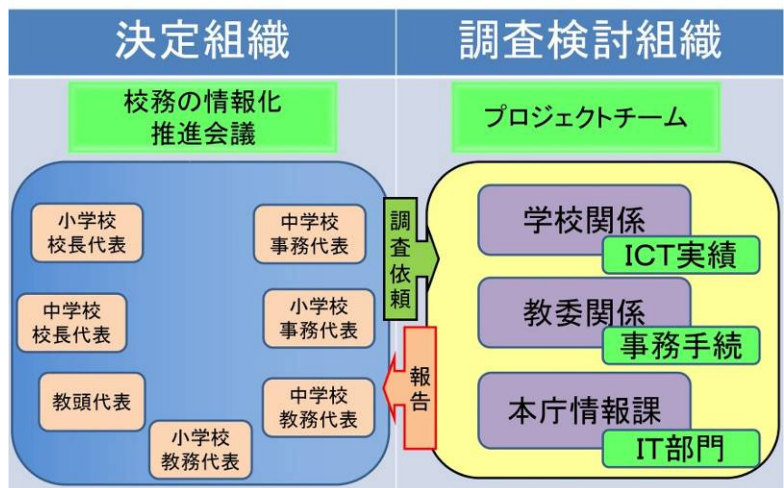 決定組織
調査検討組織
校務の情報化
推進会議
プロジェクトチーム
小学校
校長代表
中学校
校長代表
教頭代表
小学校
教務代表
中学校
事務代表
小学校
事務代表
中学校
教務代表
調査依頼
報告
学校関係
ICT実績
教委関係
事務手続
本庁情報課
IT部門